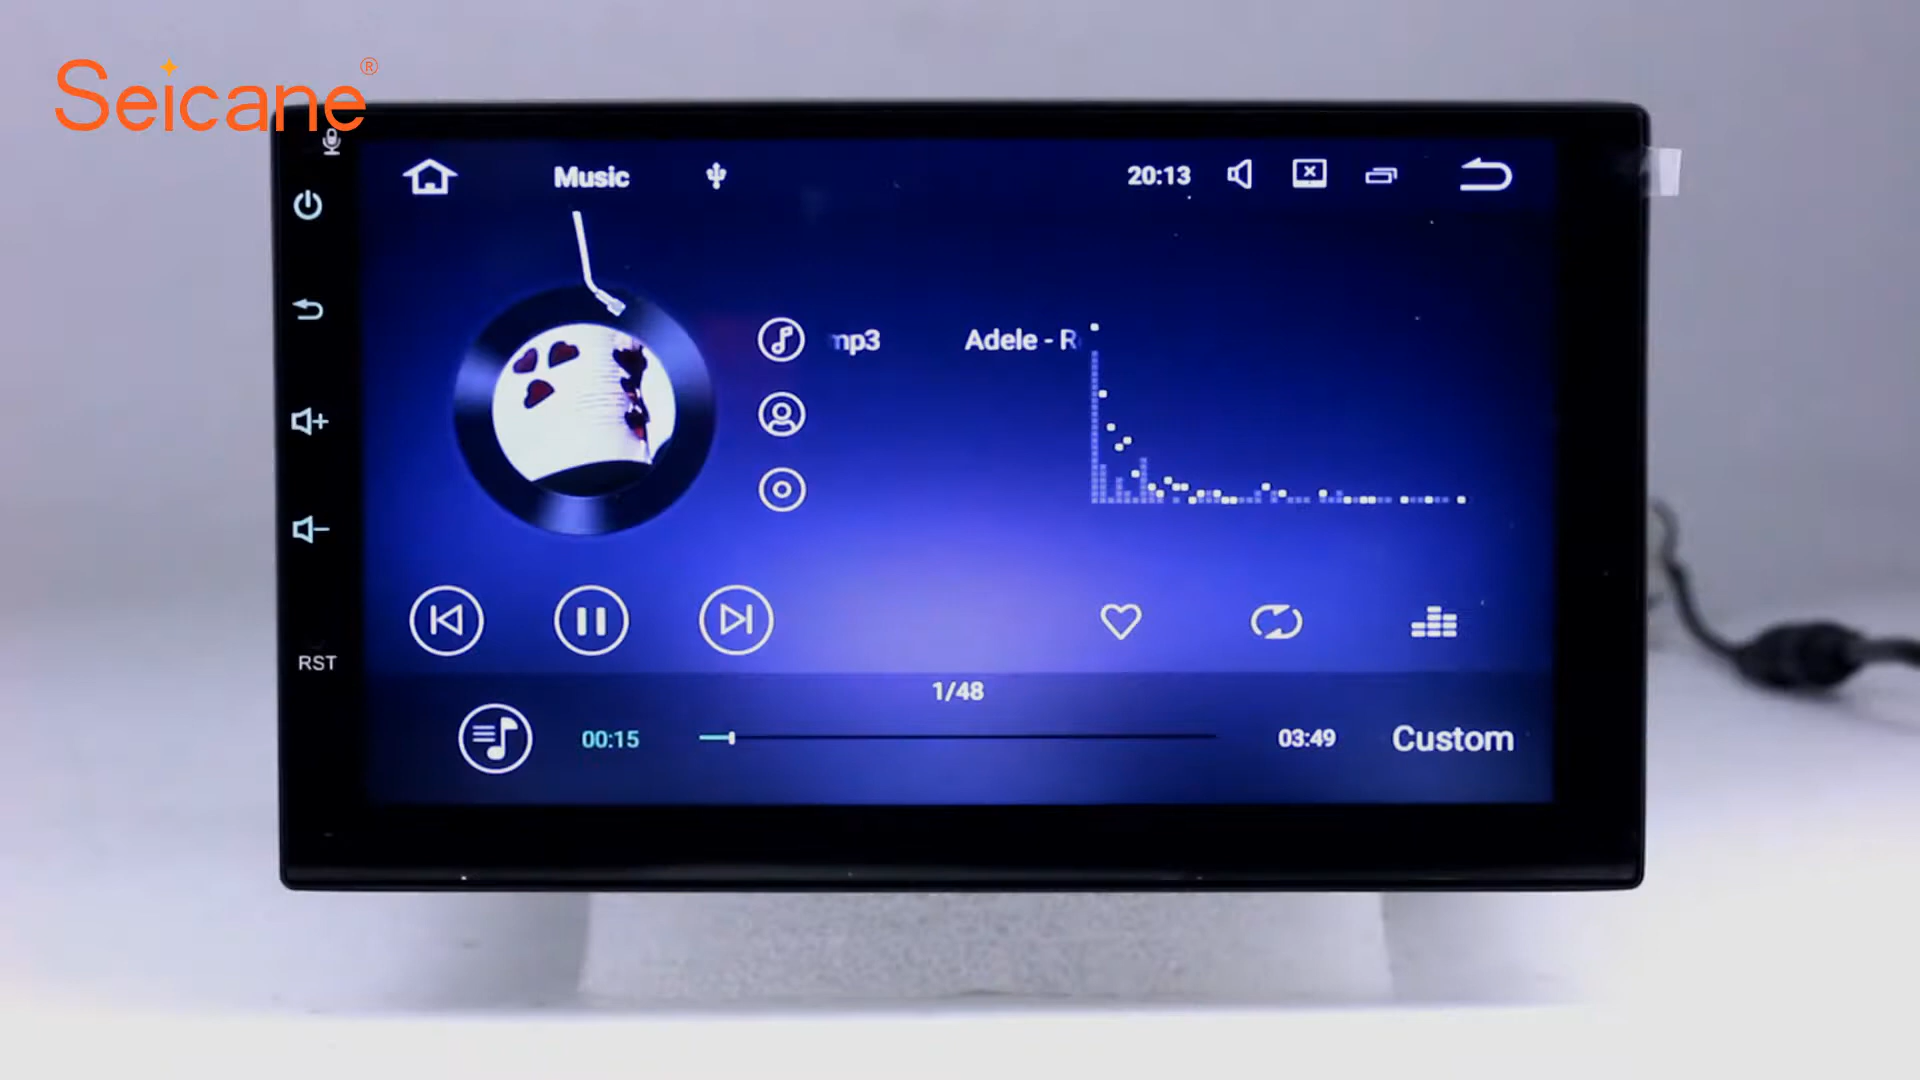 Seicane®
Music
20:13
mp3 Adele - R
RST
1/48
00:15
03:49
Custom